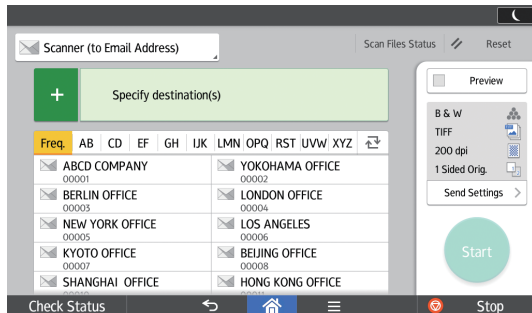 Scanner (to Email Address)
Scan Files Status
Reset
+
Specify destination(s)
Preview
Freq. AB CD EF GH IJK LMN OPQ RST UVW XYZ
ABCD COMPANY
00001
YOKOHAMA OFFICE
00002
BERLIN OFFICE
00003
LONDON OFFICE
00004
NEW YORK OFFICE
00005
LOS ANGELES
00006
KYOTO OFFICE
00007
BEIJING OFFICE
00008
SHANGHAI OFFICE
HONG KONG OFFICE
B & W
TIFF
200 dpi
1 Sided Orig.
Send Settings
Start
Check Status
Stop